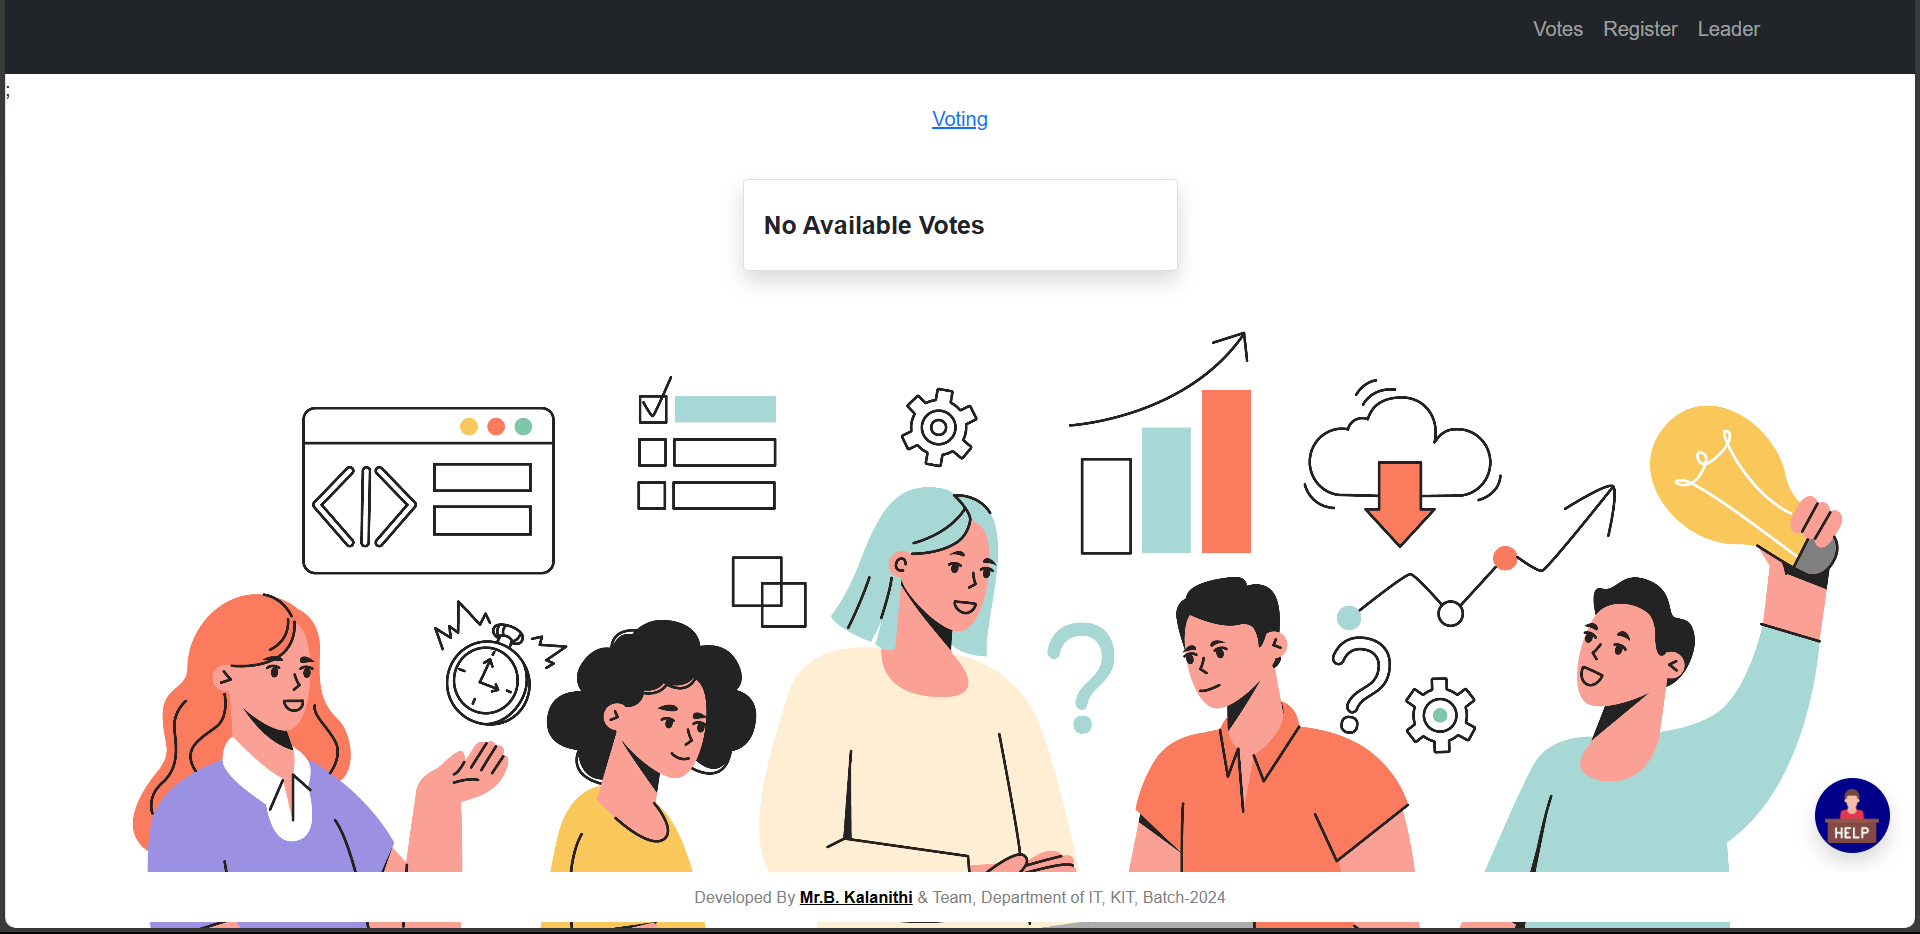 Votes Register Leader
;
Voting
No Available Votes
HELP
Developed By Mr.B. Kalanithi & Team, Department of IT, KIT, Batch-2024